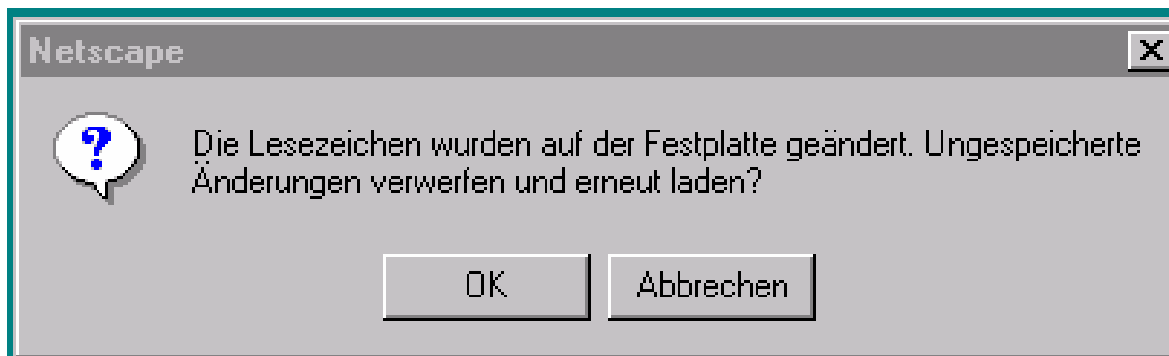 Netscape
Die Lesezeichen wurden auf der Festplatte geändert. Ungespeicherte
Änderungen verwerfen und erneut laden?
OK
Abbrechen